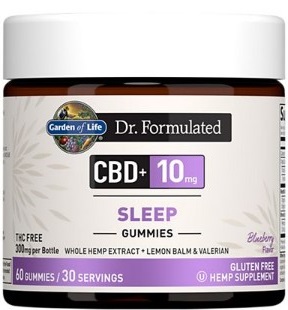 Garden of Life
Dr. Formulated
CBD+ 10mg
SLEEP
GUMMIES
THC FREE
300mg per Bottle
WHOLE HEMP EXTRACT + LEMON BALM & VALERIAN
Blueberry
Flavor
60 GUMMIES / 30 SERVINGS
GLUTEN FREE
U HEMP SUPPLEMENT